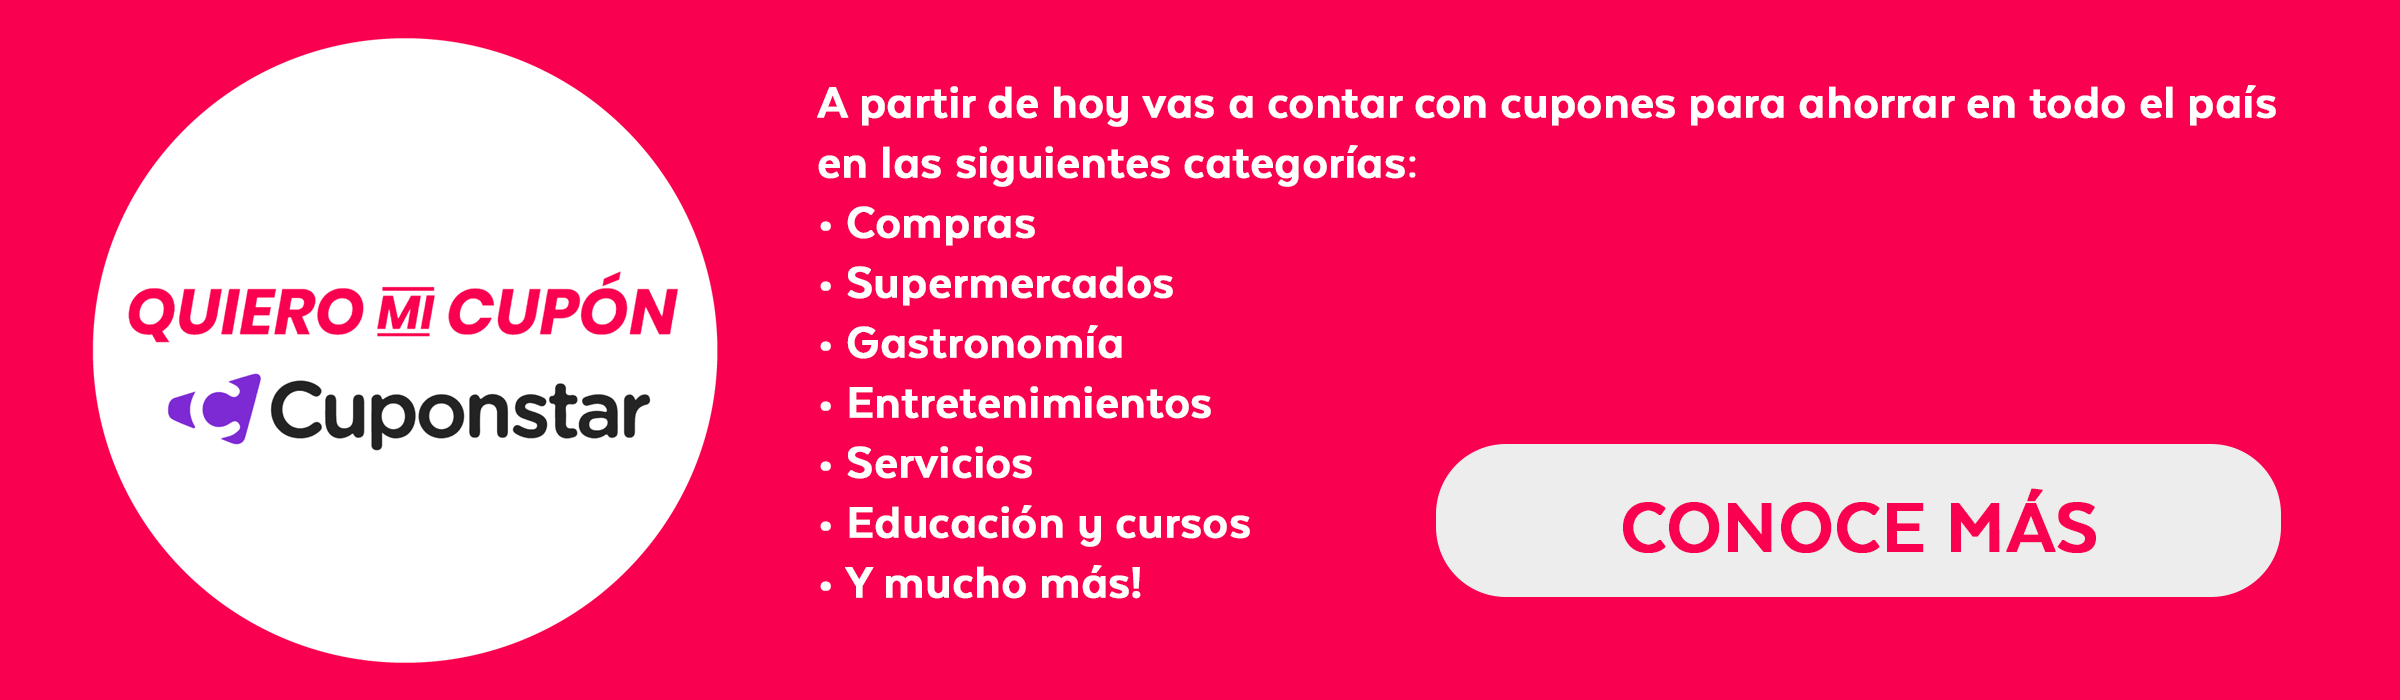 QUIERO MI CUPÓN
Cuponstar
A partir de hoy vas a contar con cupones para ahorrar en todo el país
en las siguientes categorías:
• Compras
• Supermercados
• Gastronomía
• Entretenimientos
• Servicios
• Educación y cursos
• Y mucho más!
CONOCE MÁS